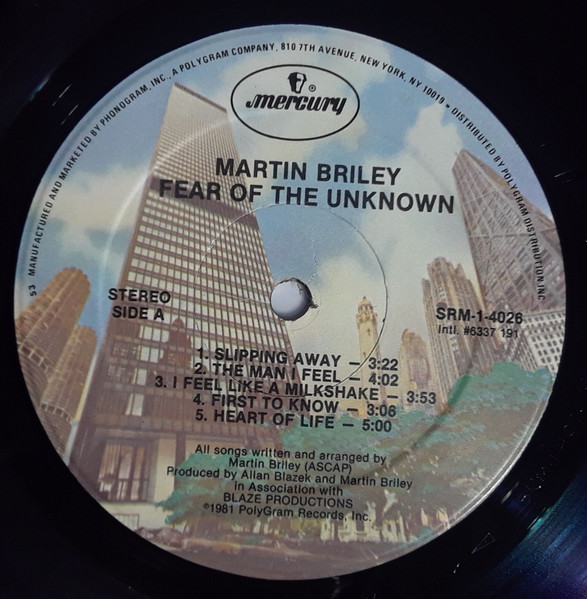 53 MANUFACTURED AND MARKETED BY PHONOGRAM, INC., A POLYGRAM COMPANY, 810 7TH AVENUE, NEW YORK, NY 10019 • DISTRIBUTED BY POLYGRAM DISTRIBUTION, INC.
mercury ®
MARTIN BRILEY
FEAR OF THE UNKNOWN
STEREO
SIDE A
SRM-1-4026
Intl. #6337 191
1. SLIPPING AWAY — 3:22
2. THE MAN I FEEL — 4:02
3. I FEEL LIKE A MILKSHAKE — 3:53
4. FIRST TO KNOW — 3:06
5. HEART OF LIFE — 5:00
All songs written and arranged by
Martin Briley (ASCAP)
Produced by Allan Blazek and Martin Briley
in Association with
BLAZE PRODUCTIONS
℗1981 PolyGram Records, Inc.